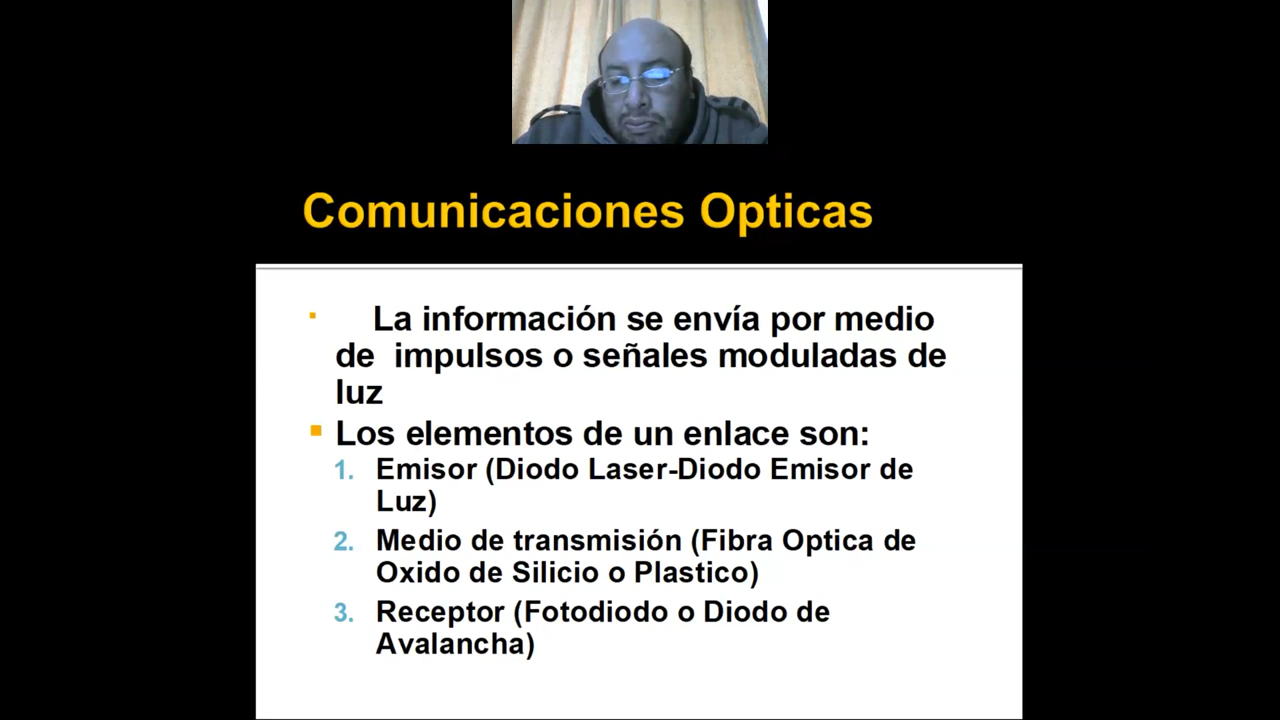 Comunicaciones Opticas
La información se envía por medio
de impulsos o señales moduladas de
luz
Los elementos de un enlace son:
1. Emisor (Diodo Laser-Diodo Emisor de
Luz)
2. Medio de transmisión (Fibra Optica de
Oxido de Silicio o Plastico)
3. Receptor (Fotodiodo o Diodo de
Avalancha)